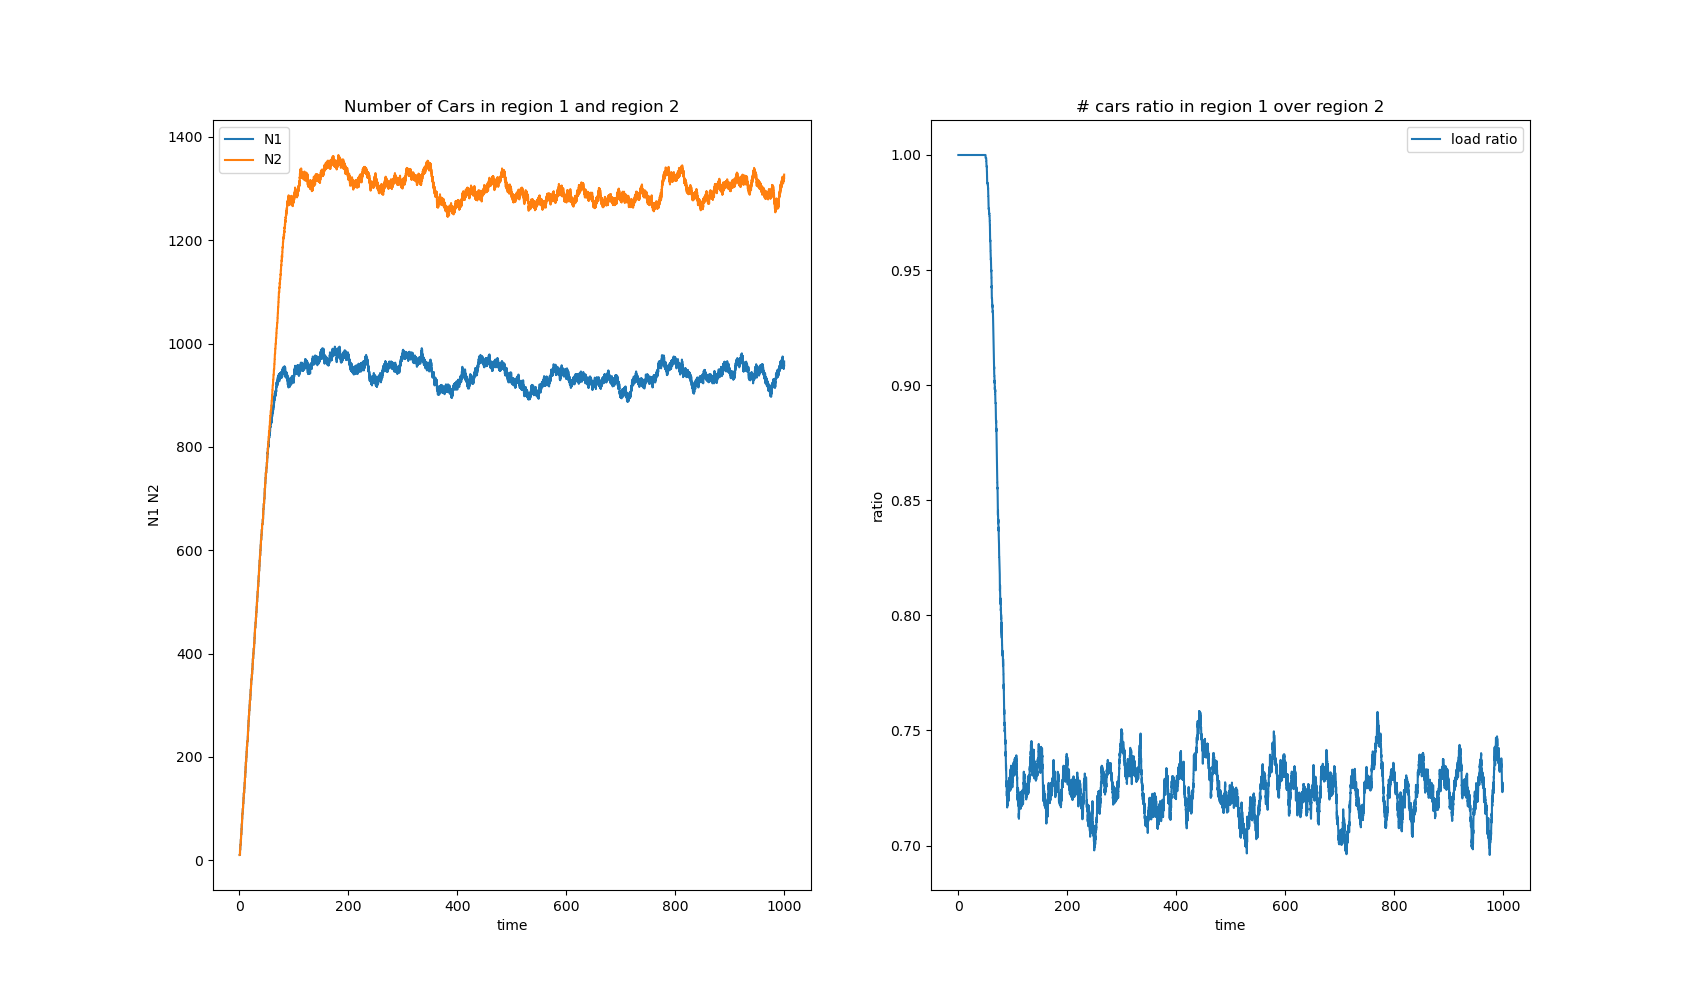 Number of Cars in region 1 and region 2
N1
N2
1400
1200
1000
800
600
400
200
0
N1 N2
0 200 400 600 800 1000
time
# cars ratio in region 1 over region 2
load ratio
1.00
0.95
0.90
0.85
0.80
0.75
0.70
ratio
0 200 400 600 800 1000
time